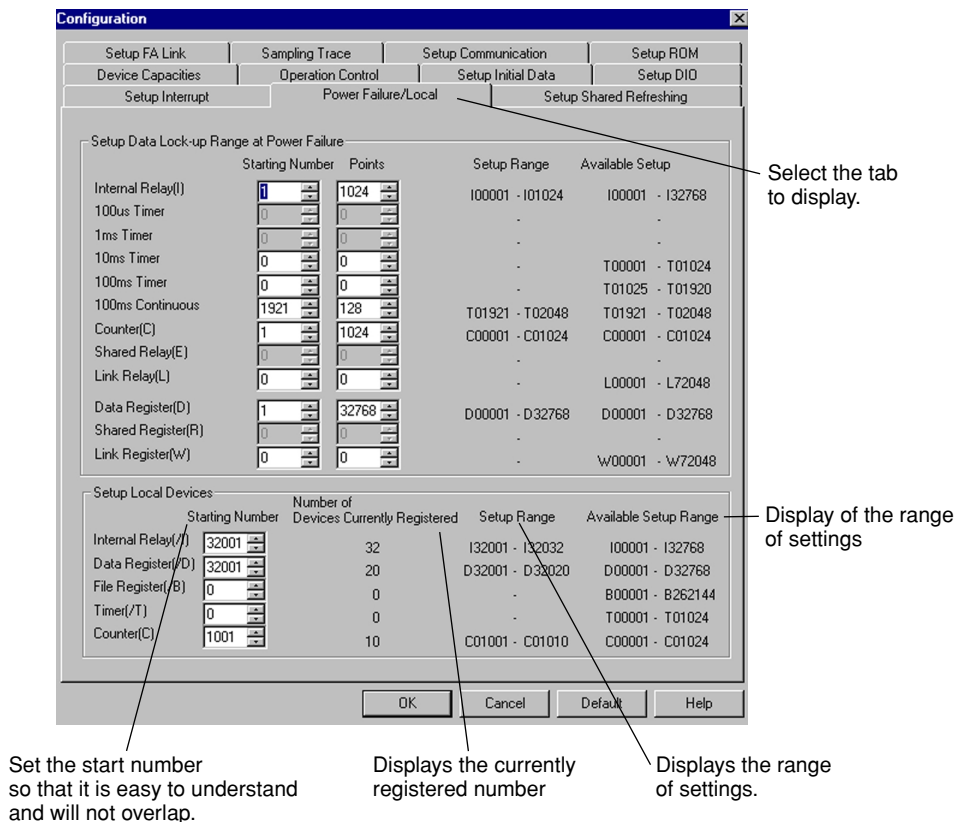 Configuration
Setup FA Link Sampling Trace Setup Communication Setup ROM
Device Capacities Operation Control Setup Initial Data Setup DIO
Setup Interrupt Power Failure/Local Setup Shared Refreshing
Setup Data Lock-up Range at Power Failure
Starting Number Points Setup Range Available Setup
Internal Relay(I) 1 1024 I00001 - I01024 I00001 - I32768
100us Timer 0 0 - -
1ms Timer 0 0 - -
10ms Timer 0 0 - T00001 - T01024
100ms Timer 0 0 - T01025 - T01920
100ms Continuous 1921 128 T01921 - T02048 T01921 - T02048
Counter(C) 1 1024 C00001 - C01024 C00001 - C01024
Shared Relay(E) 0 0
Link Relay(L) 0 0 - L00001 - L72048
Data Register(D) 1 32768 D00001 - D32768 D00001 - D32768
Shared Register(R) 0 0 - -
Link Register(W) 0 0 - W00001 - W72048
Select the tab
to display.
Setup Local Devices
Number of
Starting Number Devices Currently Registered Setup Range Available Setup Range
Internal Relay(/I) 32001 32 I32001 - I32032 I00001 - I32768
Data Register(/D) 32001 20 D32001 - D32020 D00001 - D32768
File Register(/B) 0 0 - B00001 - B262144
Timer(/T) 0 0 - T00001 - T01024
Counter(C) 1001 10 C01001 - C01010 C00001 - C01024
Display of the range
of settings
OK Cancel Default Help
Set the start number
so that it is easy to understand
and will not overlap.
Displays the currently
registered number
Displays the range
of settings.